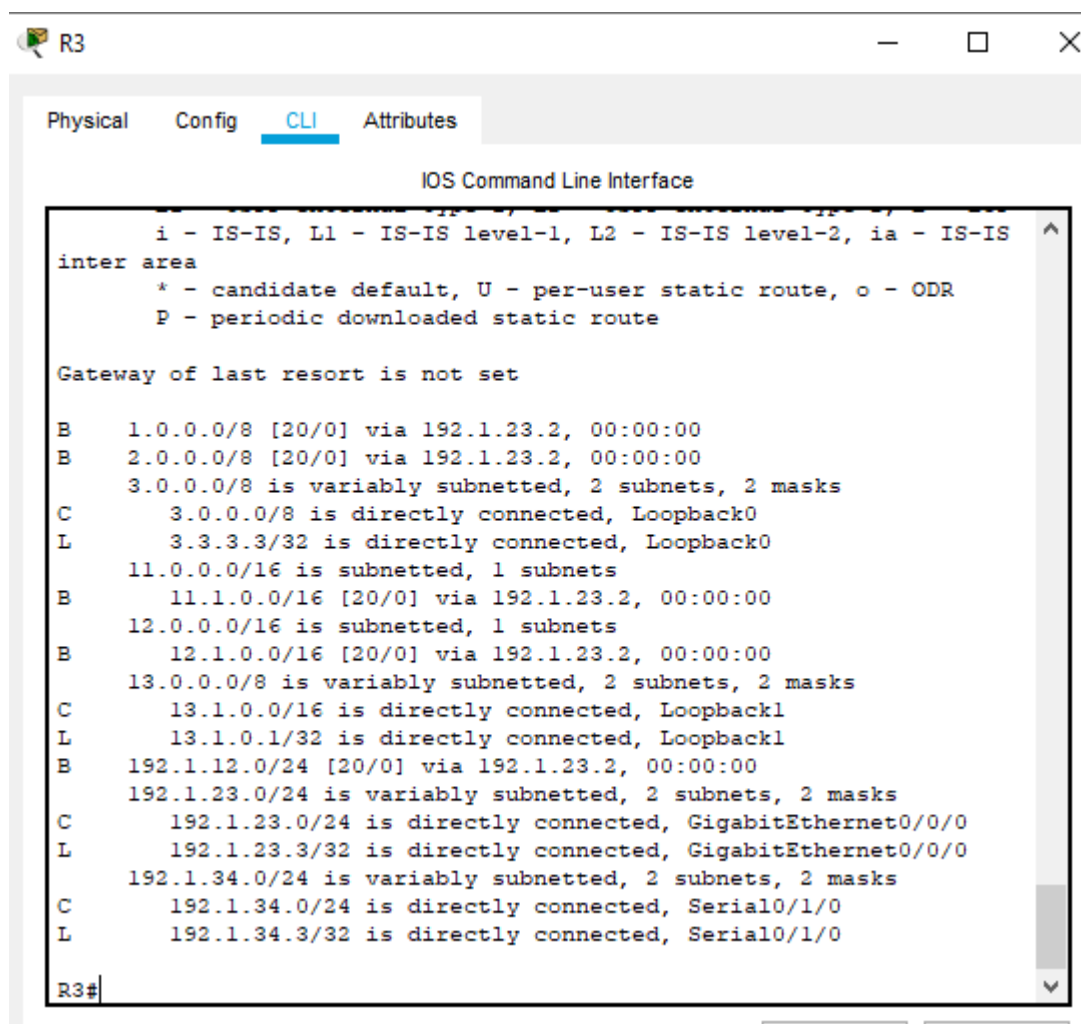 R3
Physical Config CLI Attributes
IOS Command Line Interface
i - IS-IS, L1 - IS-IS level-1, L2 - IS-IS level-2, ia - IS-IS
inter area
* - candidate default, U - per-user static route, o - ODR
P - periodic downloaded static route
Gateway of last resort is not set
B 1.0.0.0/8 [20/0] via 192.1.23.2, 00:00:00
B 2.0.0.0/8 [20/0] via 192.1.23.2, 00:00:00
3.0.0.0/8 is variably subnetted, 2 subnets, 2 masks
C 3.0.0.0/8 is directly connected, Loopback0
L 3.3.3.3/32 is directly connected, Loopback0
11.0.0.0/16 is subnetted, 1 subnets
B 11.1.0.0/16 [20/0] via 192.1.23.2, 00:00:00
12.0.0.0/16 is subnetted, 1 subnets
B 12.1.0.0/16 [20/0] via 192.1.23.2, 00:00:00
13.0.0.0/8 is variably subnetted, 2 subnets, 2 masks
C 13.1.0.0/16 is directly connected, Loopback1
L 13.1.0.1/32 is directly connected, Loopback1
B 192.1.12.0/24 [20/0] via 192.1.23.2, 00:00:00
192.1.23.0/24 is variably subnetted, 2 subnets, 2 masks
C 192.1.23.0/24 is directly connected, GigabitEthernet0/0/0
L 192.1.23.3/32 is directly connected, GigabitEthernet0/0/0
192.1.34.0/24 is variably subnetted, 2 subnets, 2 masks
C 192.1.34.0/24 is directly connected, Serial0/1/0
L 192.1.34.3/32 is directly connected, Serial0/1/0
R3#